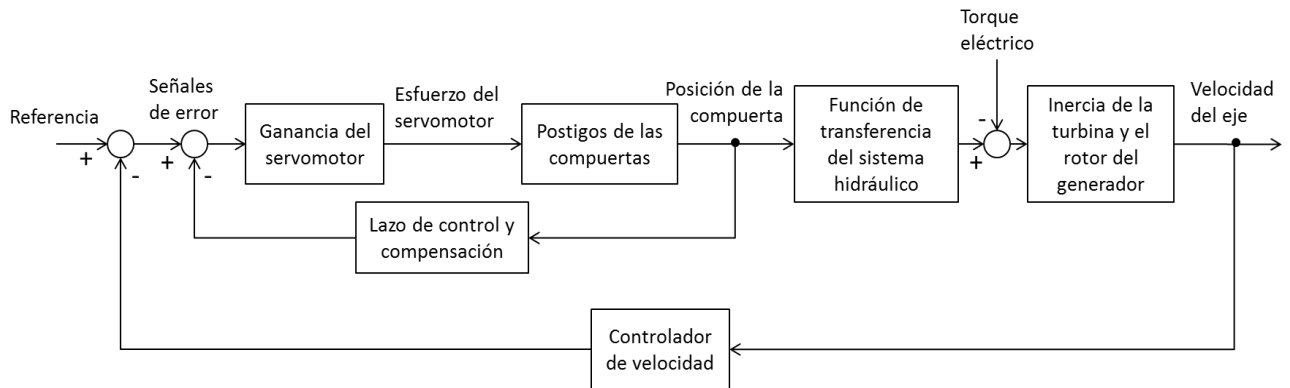 Referencia
+
-
Señales
de error
+
-
Ganancia del
servomotor
Esfuerzo del
servomotor
Postigos de las
compuertas
Posición de la
compuerta
Función de
transferencia
del sistema
hidráulico
Torque
eléctrico
-
+
Inercia de la
turbina y el
rotor del
generador
Velocidad
del eje
Lazo de control y
compensación
Controlador
de velocidad